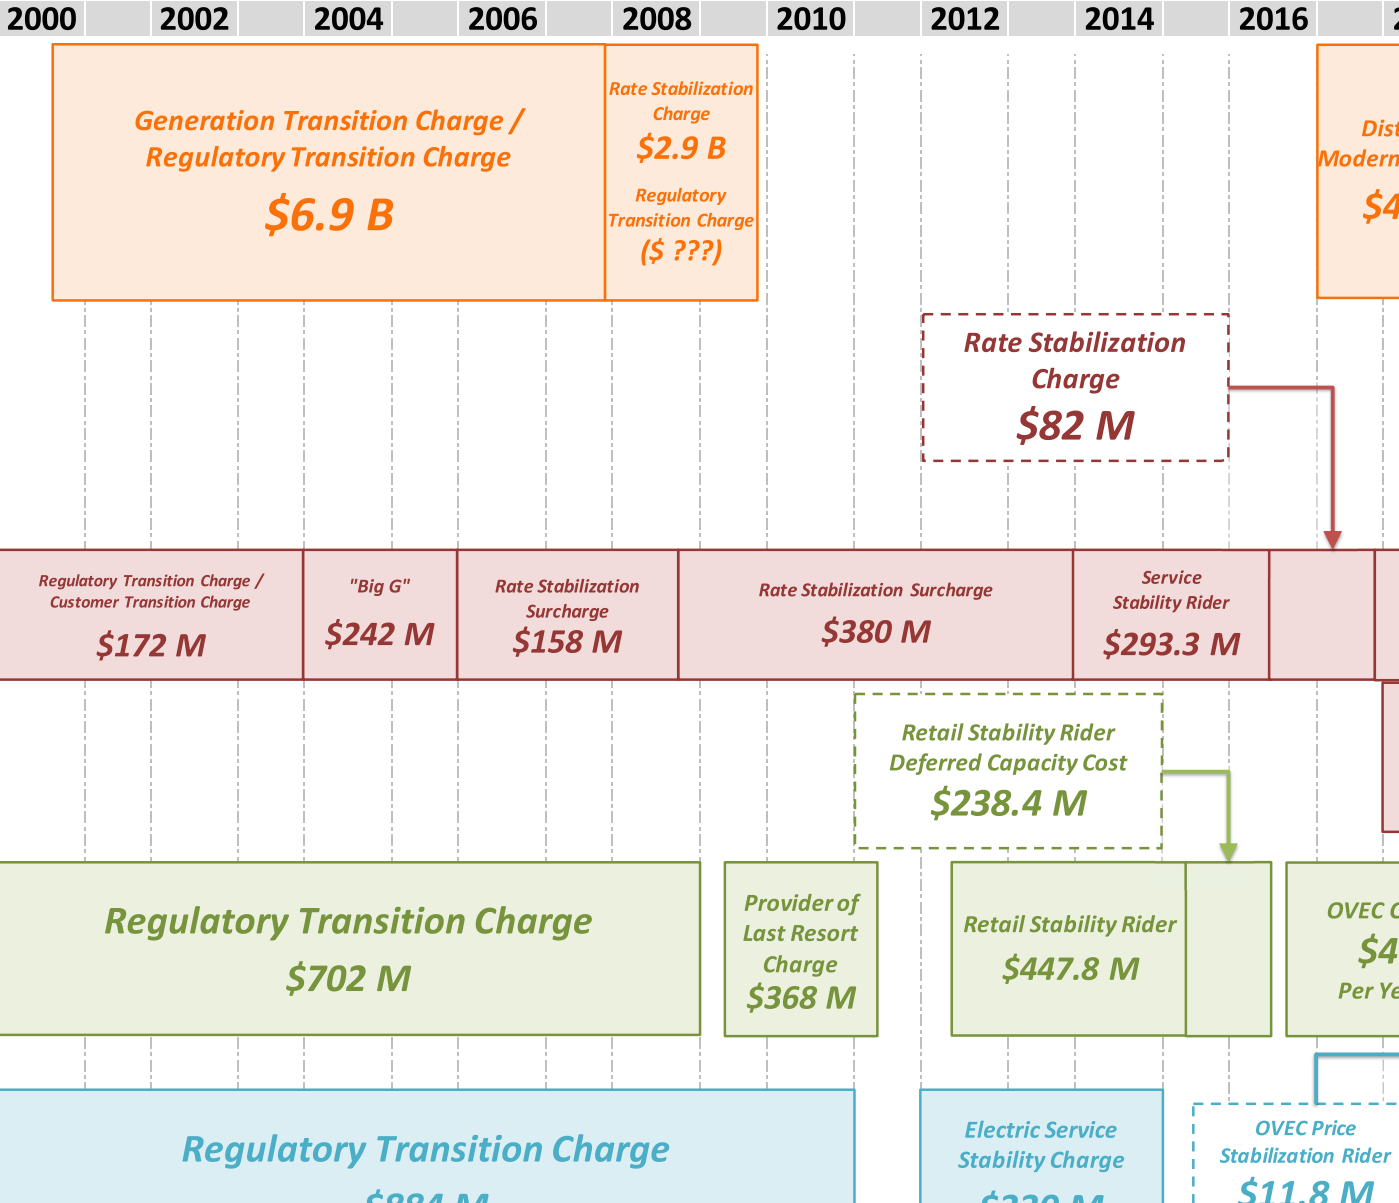 2000 2002 2004 2006 2008 2010 2012 2014 2016
Generation Transition Charge /
Regulatory Transition Charge
$6.9 B
Rate Stabilization
Charge
$2.9 B
Regulatory
Transition Charge
($ ???)
Rate Stabilization
Charge
$82 M
Regulatory Transition Charge /
Customer Transition Charge
$172 M
"Big G"
$242 M
Rate Stabilization
Surcharge
$158 M
Rate Stabilization Surcharge
$380 M
Service
Stability Rider
$293.3 M
Retail Stability Rider
Deferred Capacity Cost
$238.4 M
Regulatory Transition Charge
$702 M
Provider of
Last Resort
Charge
$368 M
Retail Stability Rider
$447.8 M
OVEC
Per
Regulatory Transition Charge
$884 M
Electric Service
Stability Charge
OVEC Price
Stabilization Rider
$11.8 M